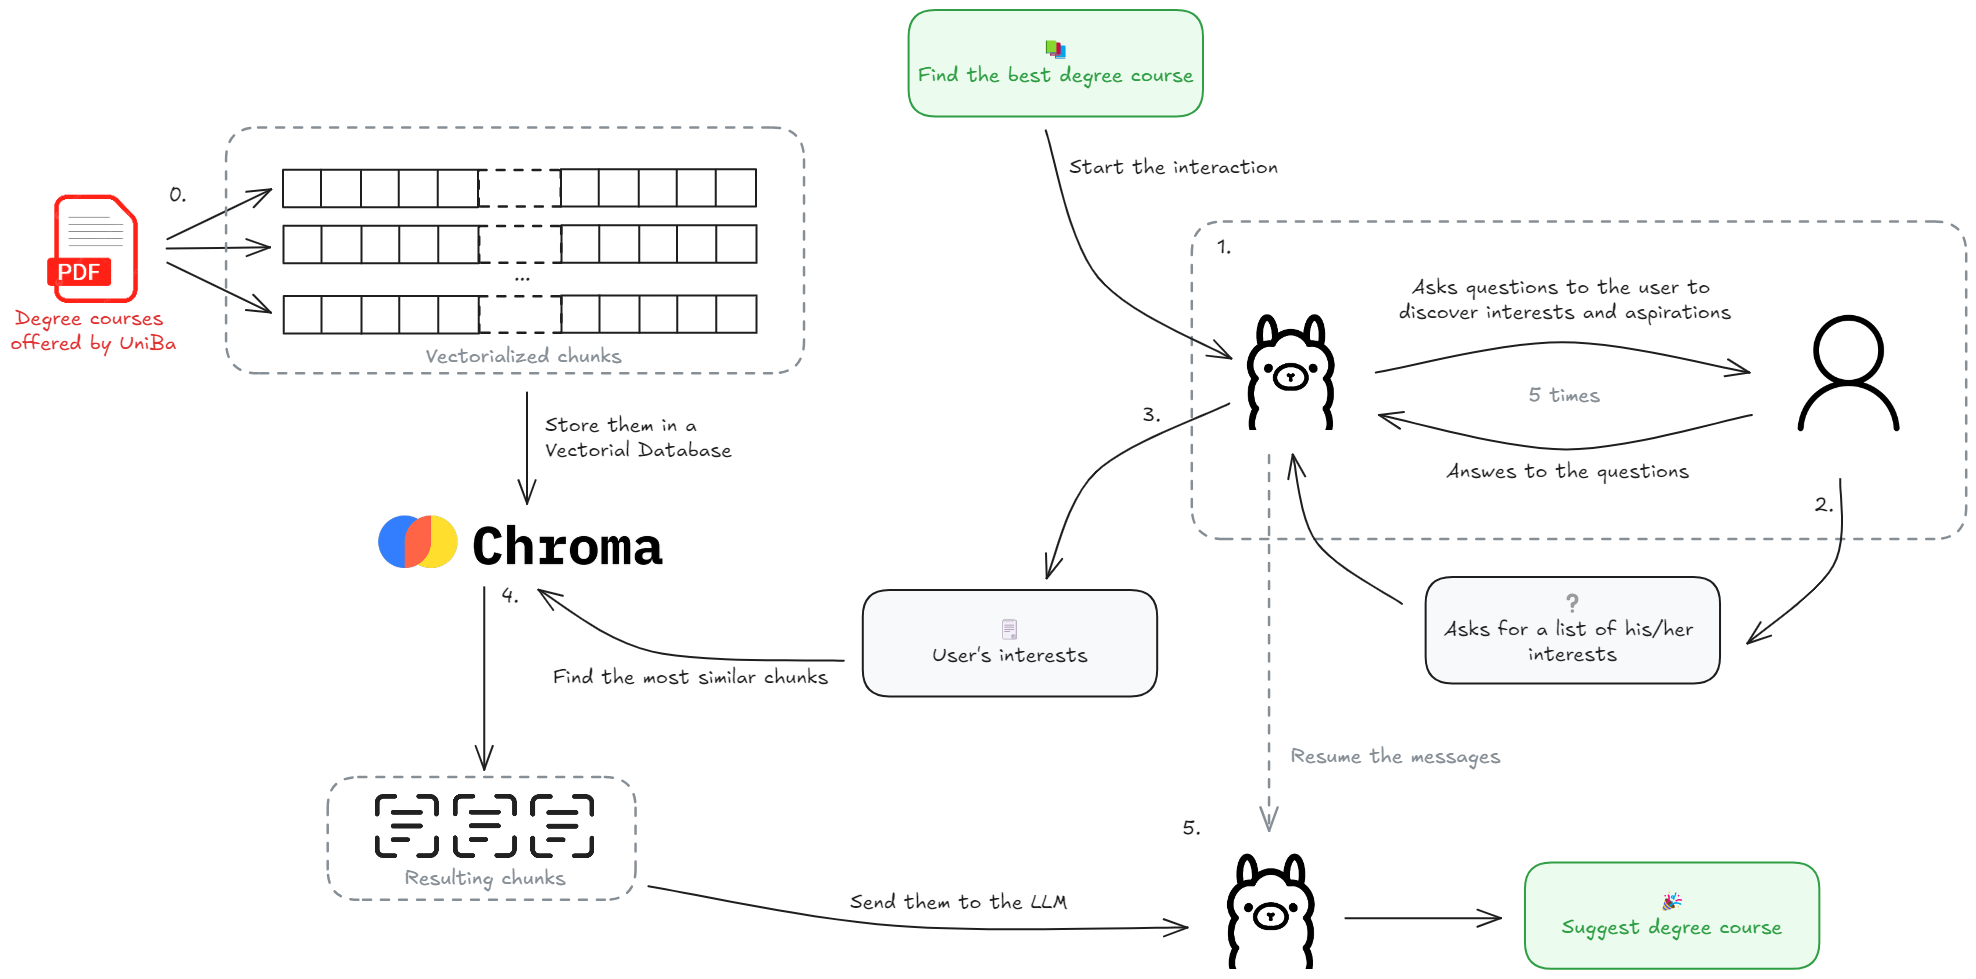 Find the best degree course
Start the interaction
0.
PDF
Degree courses
offered by UniBa
...
Vectorialized chunks
Store them in a
Vectorial Database
Chroma
1.
Asks questions to the user to
discover interests and aspirations
5 times
Answes to the questions
2.
?
Asks for a list of his/her
interests
3.
User's interests
4.
Find the most similar chunks
Resulting chunks
Send them to the LLM
Resume the messages
5.
Suggest degree course